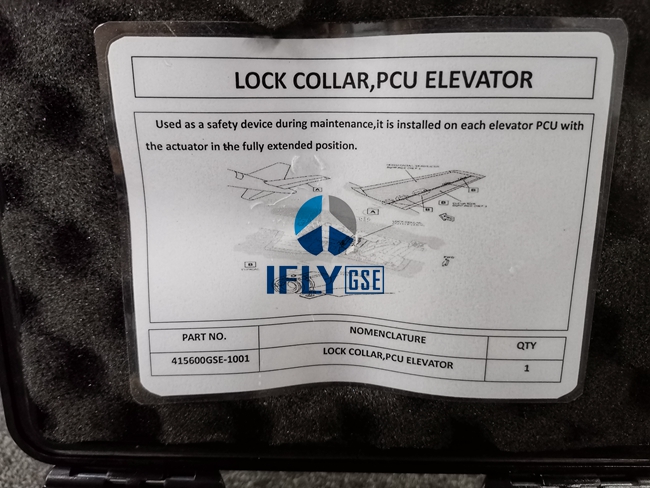 LOCK COLLAR,PCU ELEVATOR
Used as a safety device during maintenance,it is installed on each elevator PCU with
the actuator in the fully extended position.
A
B
A
B
B
IFLY GSE
PART NO. NOMENCLATURE QTY
415600GSE-1001 LOCK COLLAR,PCU ELEVATOR 1